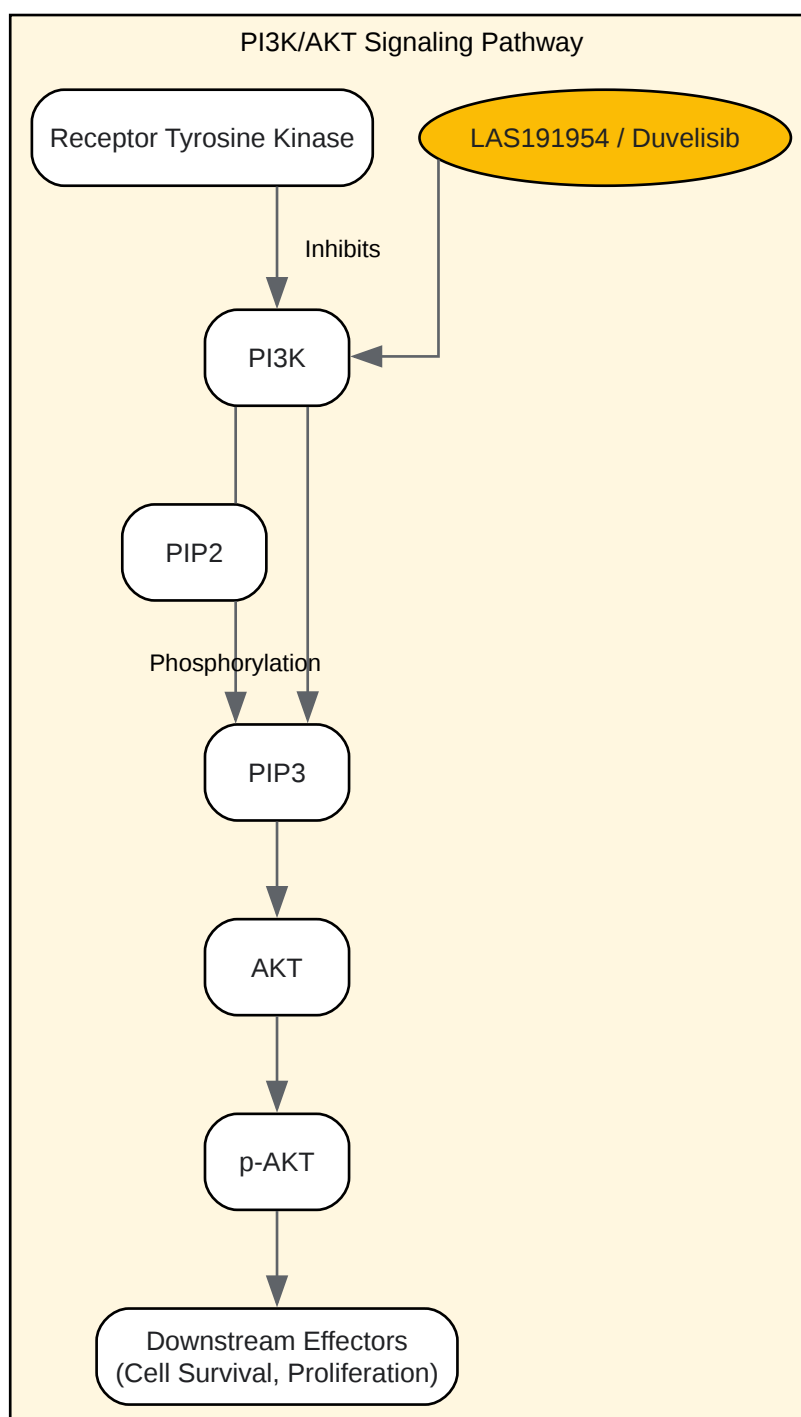 PI3K/AKT Signaling Pathway
Receptor Tyrosine Kinase
LAS191954 / Duvelisib
Inhibits
PI3K
PIP2
Phosphorylation
PIP3
AKT
p-AKT
Downstream Effectors
(Cell Survival, Proliferation)